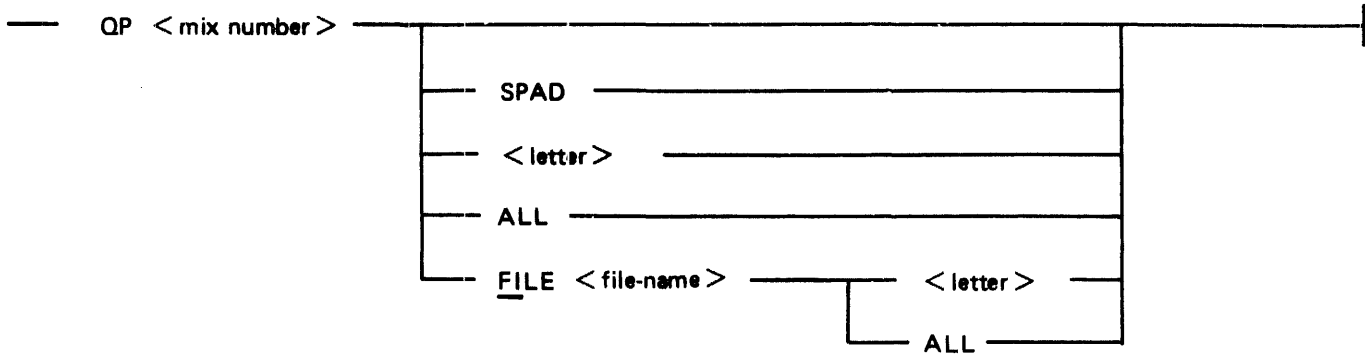 QP <mix number>
SPAD
<letter>
ALL
FILE <file-name> <letter>
ALL